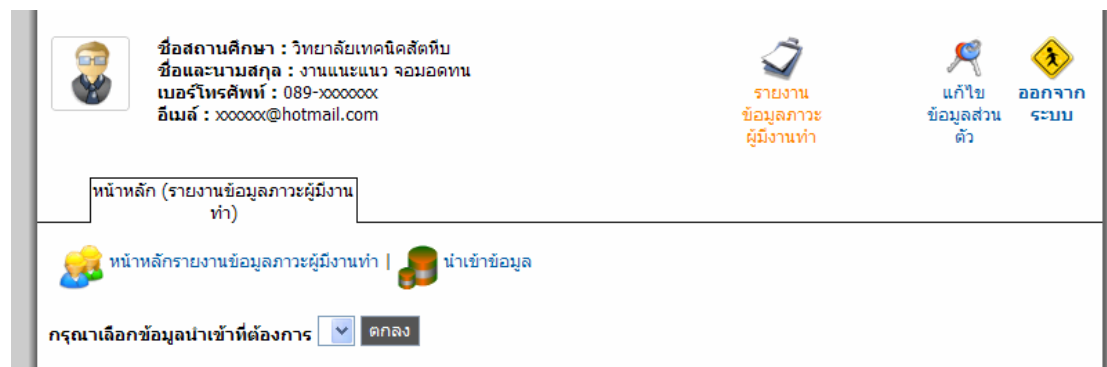 ชื่อสถานศึกษา : วิทยาลัยเทคนิคสัตหีบ
ชื่อและนามสกุล : งานแนะแนว จอมอดทน
เบอร์โทรศัพท์ : 089-xxxxxxx
อีเมล์ : xxxxxx@hotmail.com
รายงาน
ข้อมูลภาวะ
ผู้มีงานทำ
แก้ไข
ข้อมูลส่วน
ตัว
ออกจาก
ระบบ
หน้าหลัก (รายงานข้อมูลภาวะผู้มีงาน
ทำ)
หน้าหลักรายงานข้อมูลภาวะผู้มีงานทำ | นำเข้าข้อมูล
กรุณาเลือกข้อมูลนำเข้าที่ต้องการ ตกลง